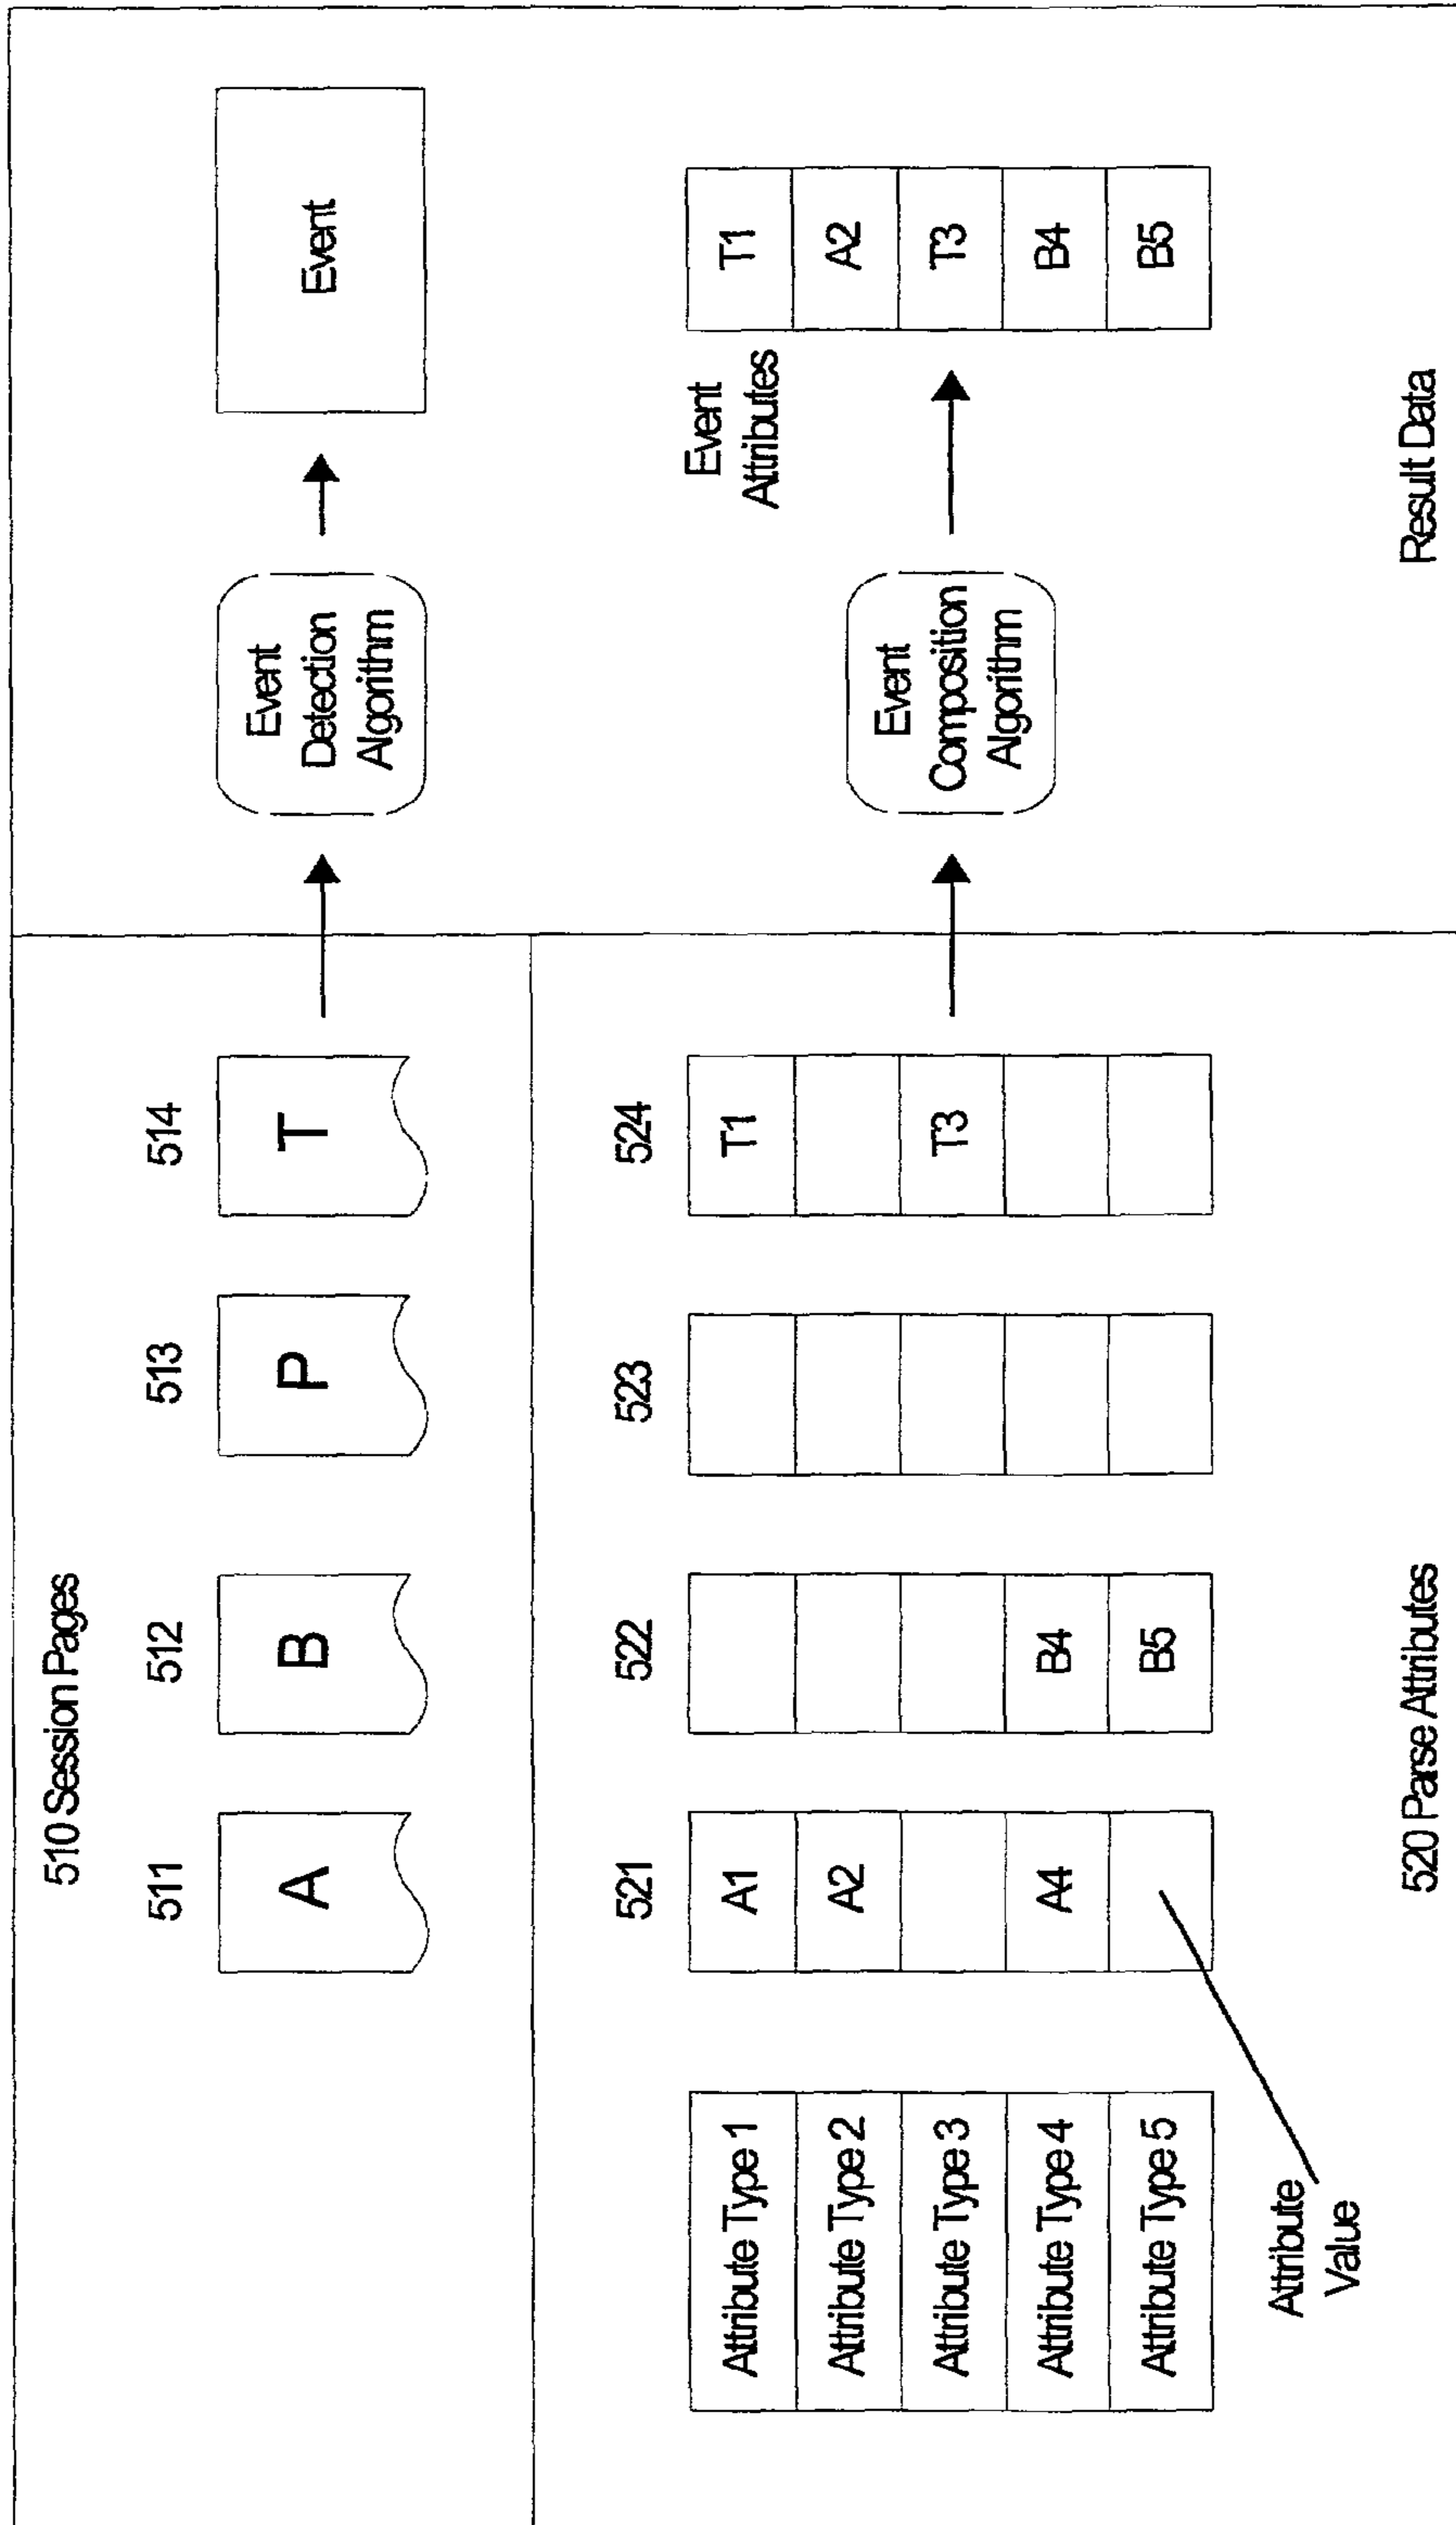 510 Session Pages
511
512
513
514
A
B
P
T
Event
Detection
Algorithm
Event
521
522
523
524
Attribute Type 1
Attribute Type 2
Attribute Type 3
Attribute Type 4
Attribute Type 5
A1
A2
A4
B4
B5
T1
T3
Event
Composition
Algorithm
Event
Attributes
T1
A2
T3
B4
B5
Attribute
Value
520 Parse Attributes
Result Data